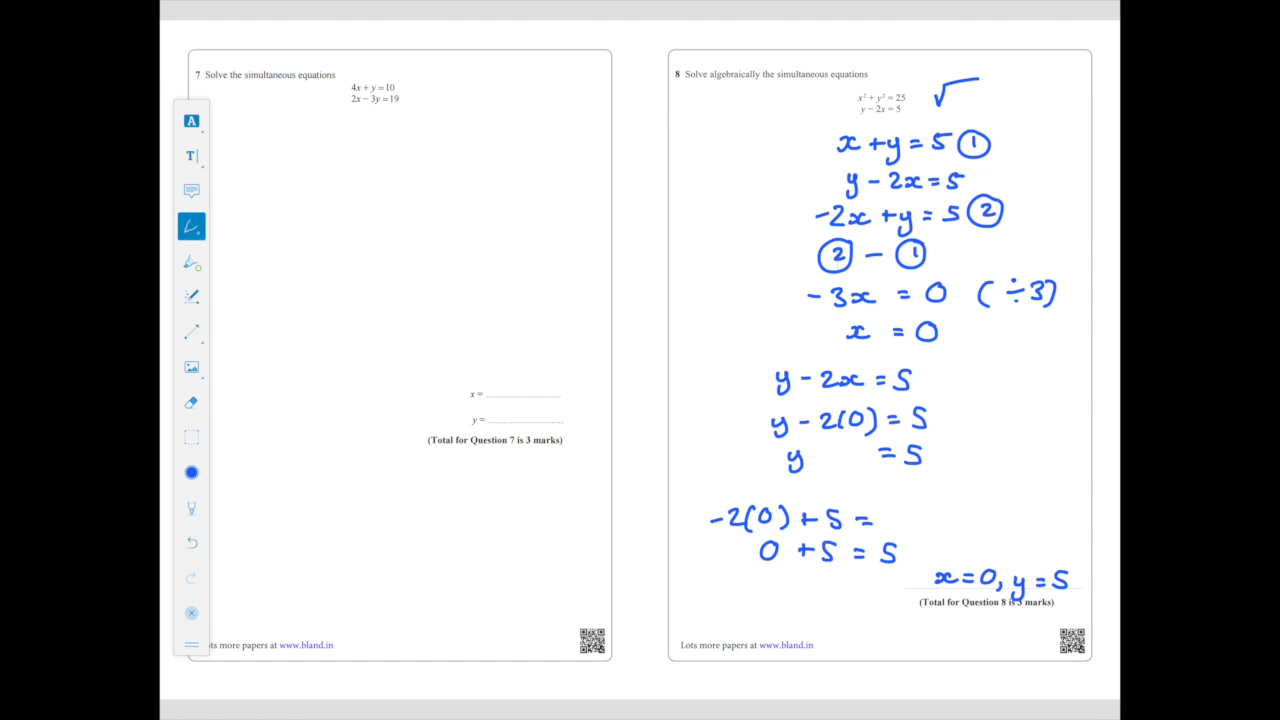 7 Solve the simultaneous equations
4x + y = 10
2x − 3y = 19
x = ................................
y = ................................
(Total for Question 7 is 3 marks)
ots more papers at www.bland.in
A
T
8 Solve algebraically the simultaneous equations
x² + y² = 25
y − 2x = 5
√
x + y = 5 ①
y − 2x = 5
−2x + y = 5 ②
② − ①
−3x = 0 (÷3)
x = 0
y − 2x = 5
y − 2(0) = 5
y = 5
−2(0) + 5 =
0 + 5 = 5
x = 0, y = 5
(Total for Question 8 is 5 marks)
Lots more papers at www.bland.in